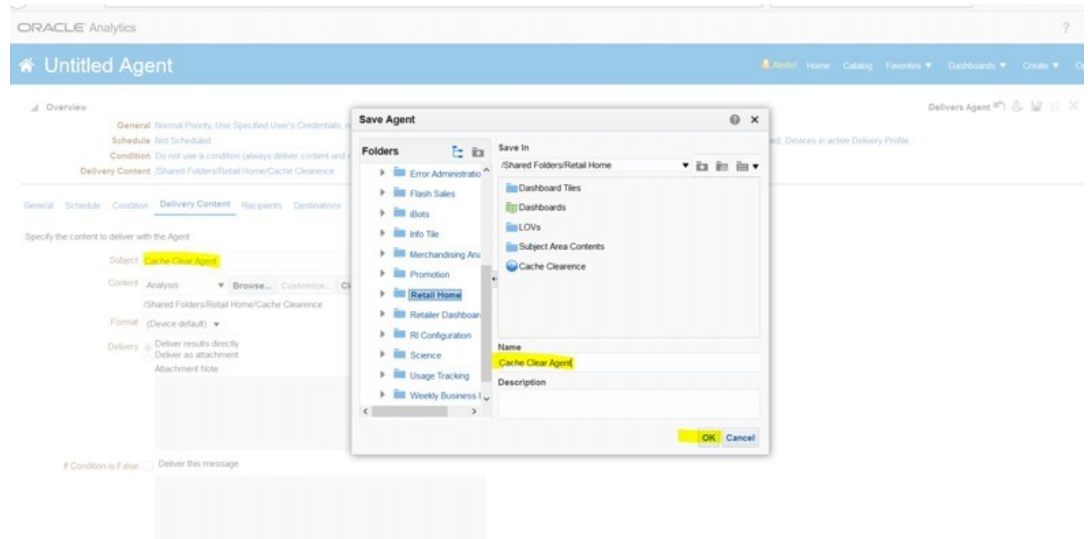 ORACLE Analytics
?
Untitled Agent
Alerts! Home Catalog Favorites Dashboards Create
Overview
Delivers Agent
General Normal Priority, Use Specified User's Credentials
Schedule Not Scheduled
Condition Do not use a condition (always deliver content and
Devices in active Delivery Profile
Delivery Content /Shared Folders/Retail Home/Cache Clearence
General Schedule Condition Delivery Content Recipients Destinations
Specify the content to deliver with the Agent
Subject Cache Clear Agent
Content Analysis Browse... Customize...
/Shared Folders/Retail Home/Cache Clearence
Format (Device default)
Delivery Deliver results directly
Deliver as attachment
Attachment Note
If Condition is False Deliver this message
Save Agent
Folders
Error Administratio
Flash Sales
iBots
Info Tile
Merchandising Ana
Promotion
Retail Home
Retailer Dashboar
RI Configuration
Science
Usage Tracking
Weekly Business
Save In
/Shared Folders/Retail Home
Dashboard Tiles
Dashboards
LOVs
Subject Area Contents
Cache Clearence
Name
Cache Clear Agent
Description
OK Cancel